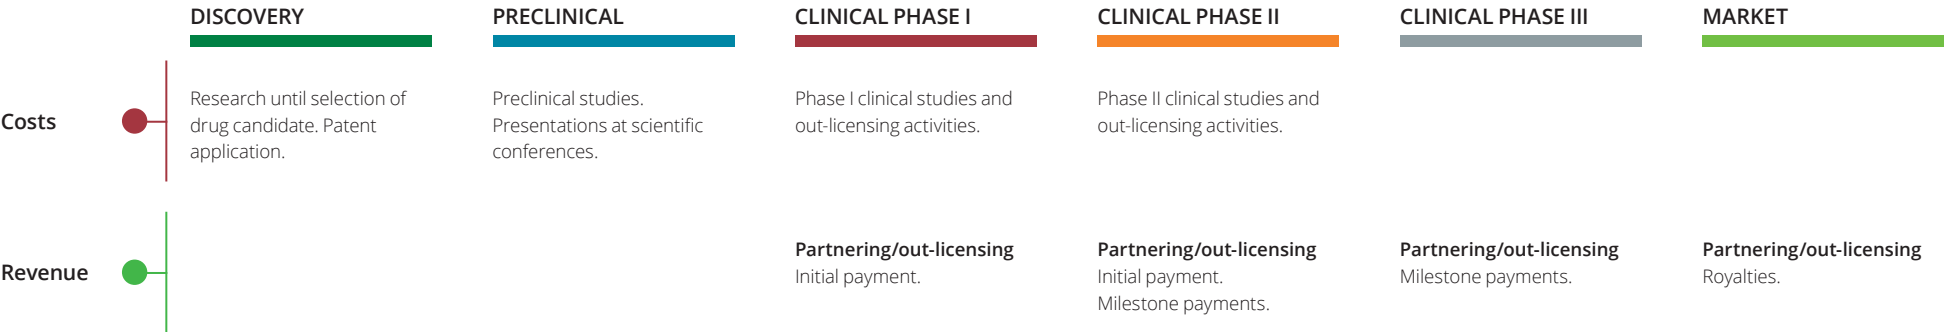 DISCOVERY
PRECLINICAL
CLINICAL PHASE I
CLINICAL PHASE II
CLINICAL PHASE III
MARKET
Costs
Research until selection of
drug candidate. Patent
application.
Preclinical studies.
Presentations at scientific
conferences.
Phase I clinical studies and
out-licensing activities.
Phase II clinical studies and
out-licensing activities.
Revenue
Partnering/out-licensing
Initial payment.
Partnering/out-licensing
Initial payment.
Milestone payments.
Partnering/out-licensing
Milestone payments.
Partnering/out-licensing
Royalties.